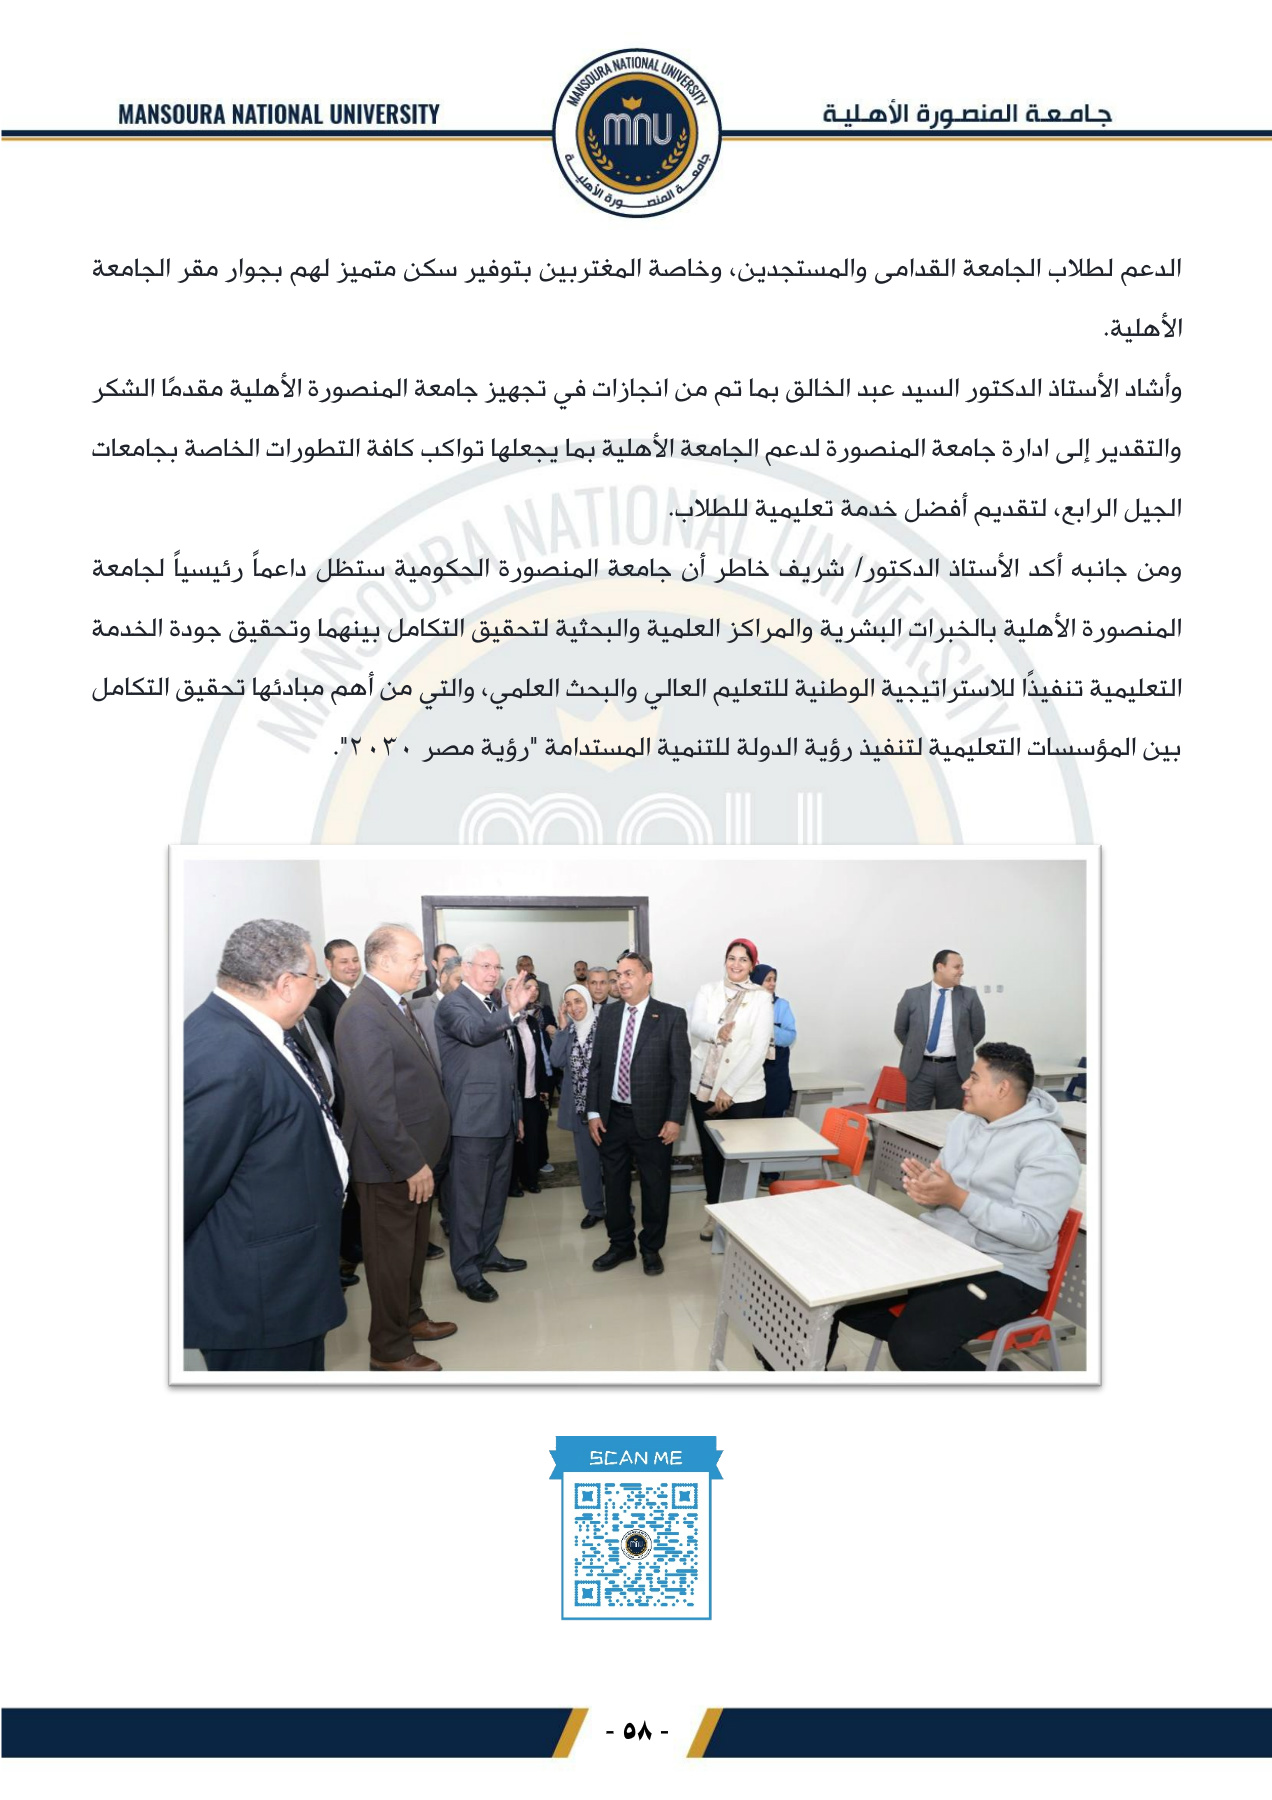 MANSOURA NATIONAL UNIVERSITY
جامعة المنصورة الأهلية
MANSOURA NATIONAL UNIVERSITY
mnu
جامعة المنصورة الأهلية
الدعم لطلاب الجامعة القدامى والمستجدين، وخاصة المغتربين بتوفير سكن متميز لهم بجوار مقر الجامعة
الأهلية.
وأشاد الأستاذ الدكتور السيد عبد الخالق بما تم من انجازات في تجهيز جامعة المنصورة الأهلية مقدمًا الشكر
والتقدير إلى ادارة جامعة المنصورة لدعم الجامعة الأهلية بما يجعلها تواكب كافة التطورات الخاصة بجامعات
الجيل الرابع، لتقديم أفضل خدمة تعليمية للطلاب.
ومن جانبه أكد الأستاذ الدكتور/ شريف خاطر أن جامعة المنصورة الحكومية ستظل داعماً رئيسياً لجامعة
المنصورة الأهلية بالخبرات البشرية والمراكز العلمية والبحثية لتحقيق التكامل بينهما وتحقيق جودة الخدمة
التعليمية تنفيذًا للاستراتيجية الوطنية للتعليم العالي والبحث العلمي، والتي من أهم مبادئها تحقيق التكامل
بين المؤسسات التعليمية لتنفيذ رؤية الدولة للتنمية المستدامة "رؤية مصر ٢٠٣٠".
MANSOURA NATIONAL UNIVERSITY
mnu
SCAN ME
mnu
- ٥٨ -